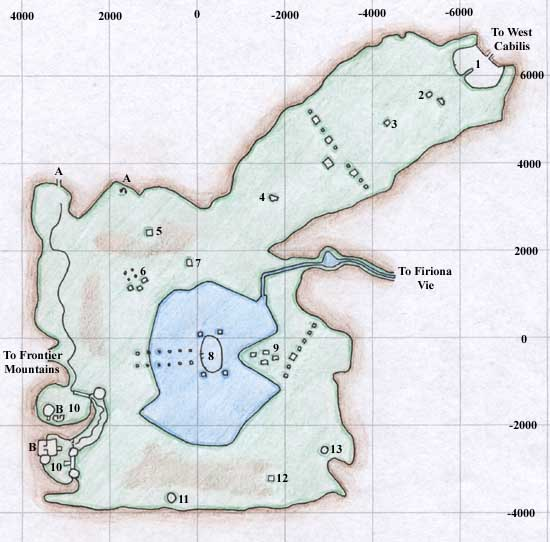 4000 2000 0 -2000 -4000 -6000
To West
Cabilis
1
6000
2
3
A
A
4000
4
5
7
6
2000
To Firiona
Vie
0
8
9
To Frontier
Mountains
B 10
-2000
B
10
13
12
11
-4000